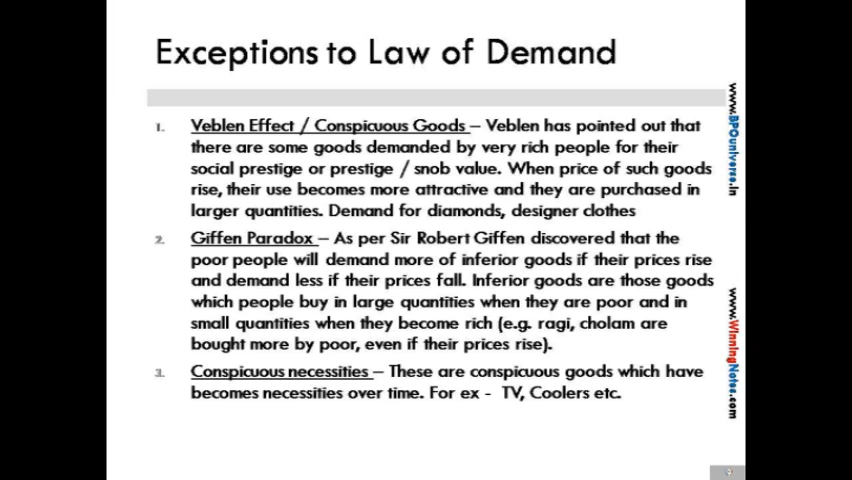 Exceptions to Law of Demand
1. Veblen Effect / Conspicuous Goods – Veblen has pointed out that
there are some goods demanded by very rich people for their
social prestige or prestige / snob value. When price of such goods
rise, their use becomes more attractive and they are purchased in
larger quantities. Demand for diamonds, designer clothes
2. Giffen Paradox – As per Sir Robert Giffen discovered that the
poor people will demand more of inferior goods if their prices rise
and demand less if their prices fall. Inferior goods are those goods
which people buy in large quantities when they are poor and in
small quantities when they become rich (e.g. ragi, cholam are
bought more by poor, even if their prices rise).
3. Conspicuous necessities – These are conspicuous goods which have
becomes necessities over time. For ex - TV, Coolers etc.
www.BPOuniverse.in
www.WinningNotes.com